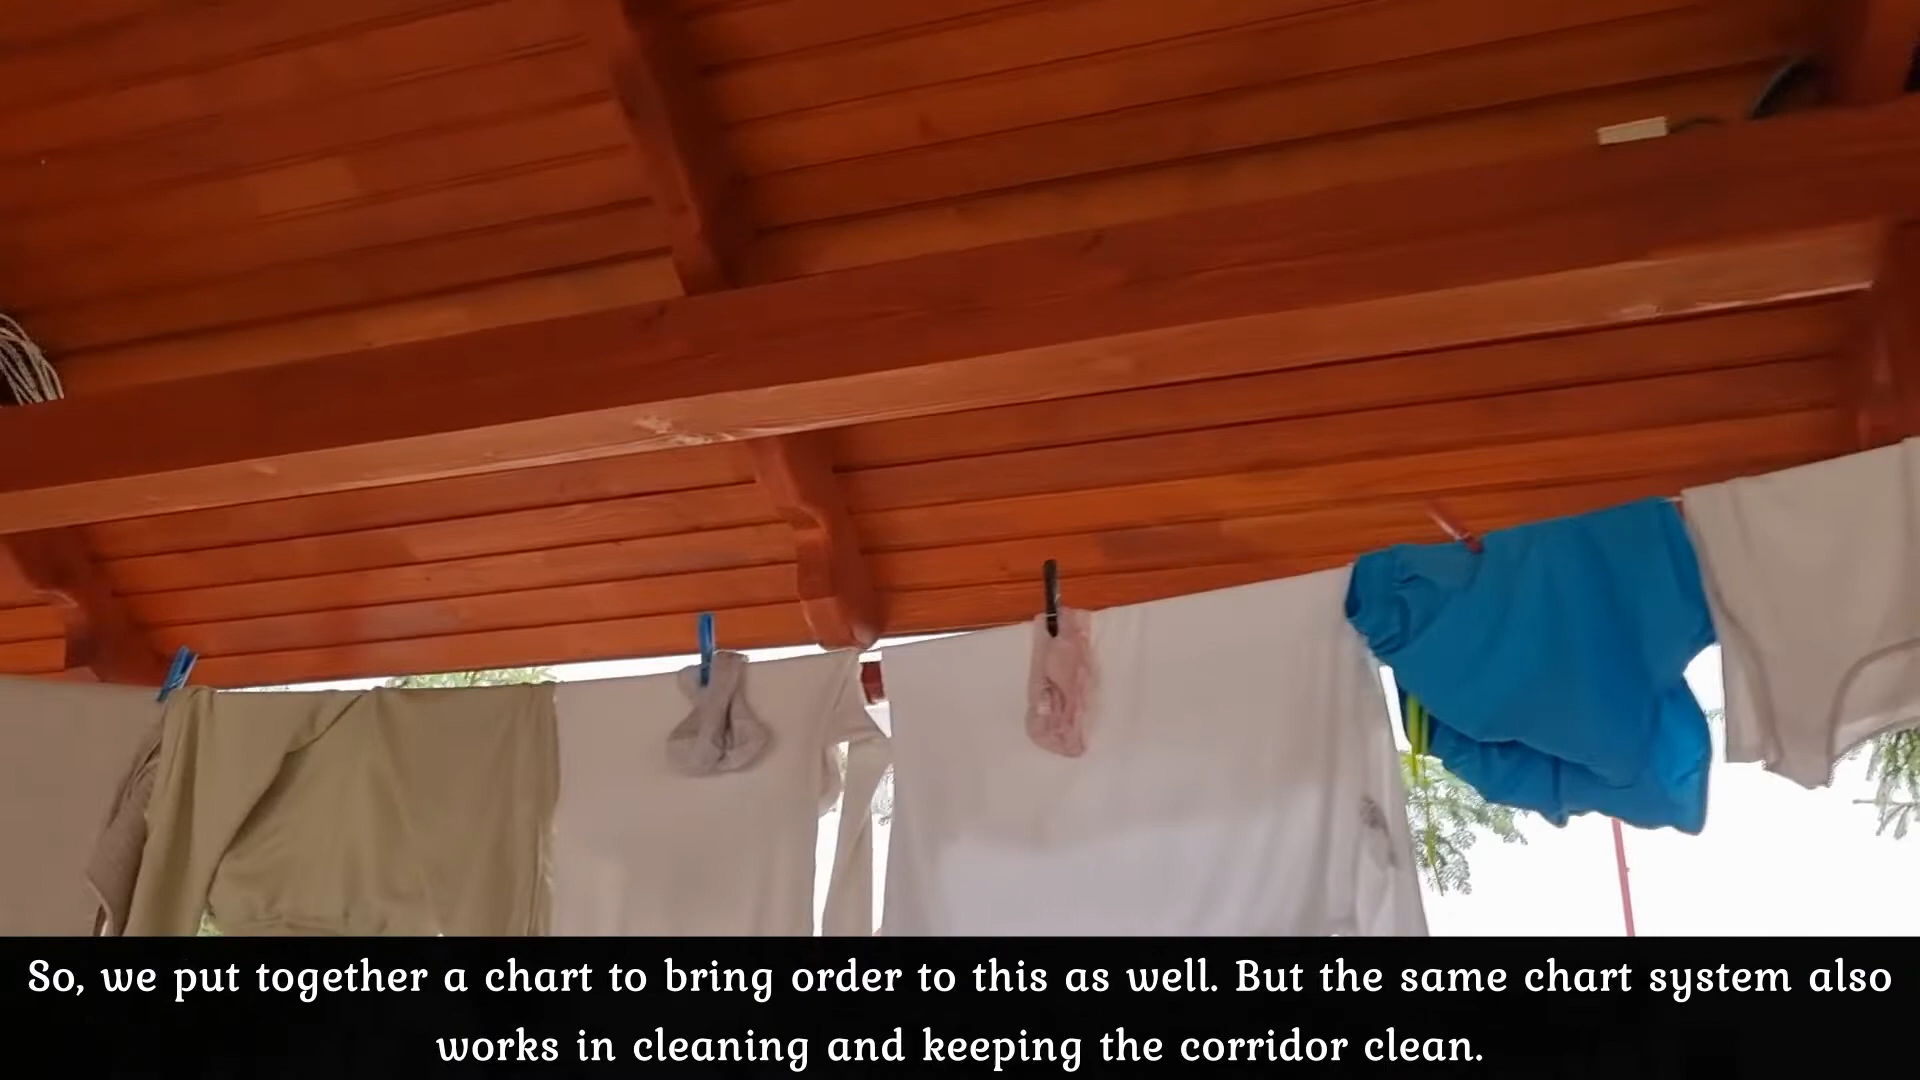 So, we put together a chart to bring order to this as well. But the same chart system also
works in cleaning and keeping the corridor clean.